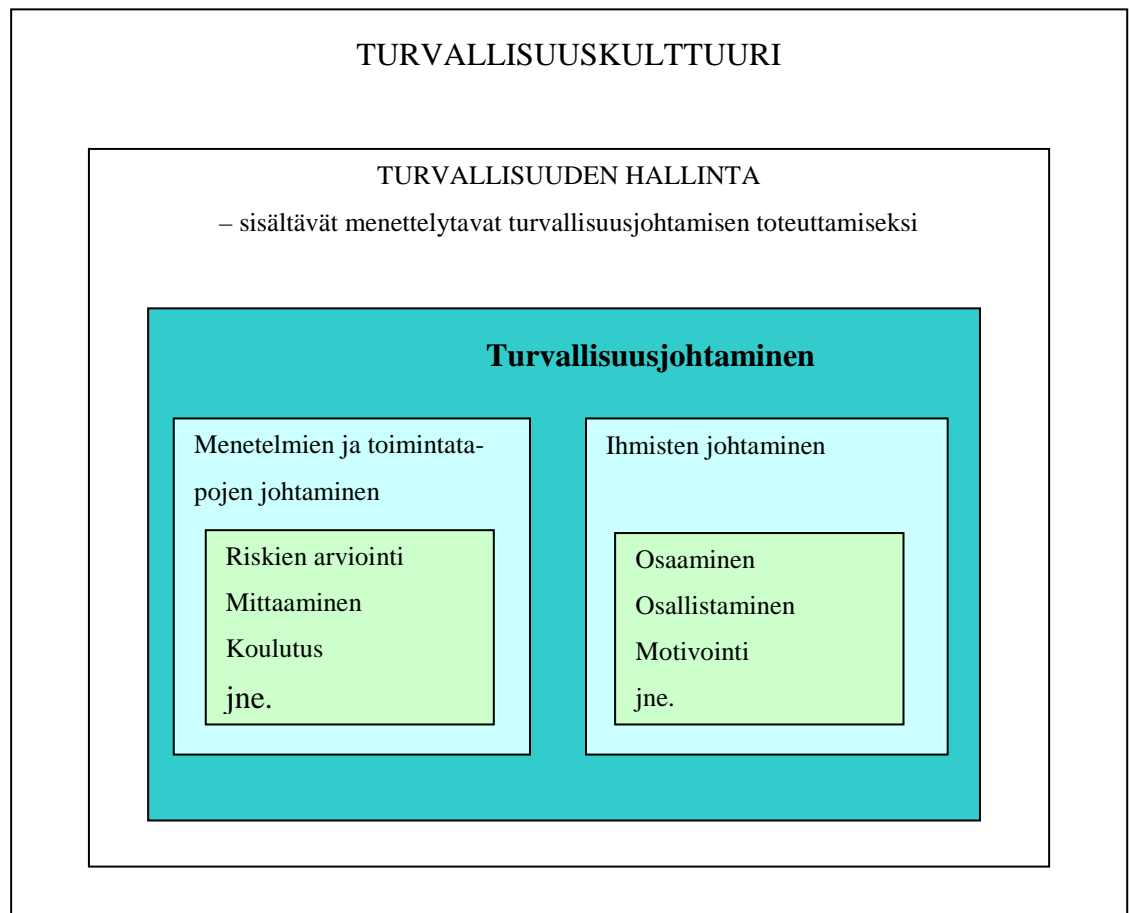 TURVALLISUUSKULTTUURI
TURVALLISUUDEN HALLINTA
– sisältävät menettelytavat turvallisuusjohtamisen toteuttamiseksi
Turvallisuusjohtaminen
Menetelmien ja toimintata-
pojen johtaminen
Riskien arviointi
Mittaaminen
Koulutus
jne.
Ihmisten johtaminen
Osaaminen
Osallistaminen
Motivointi
jne.